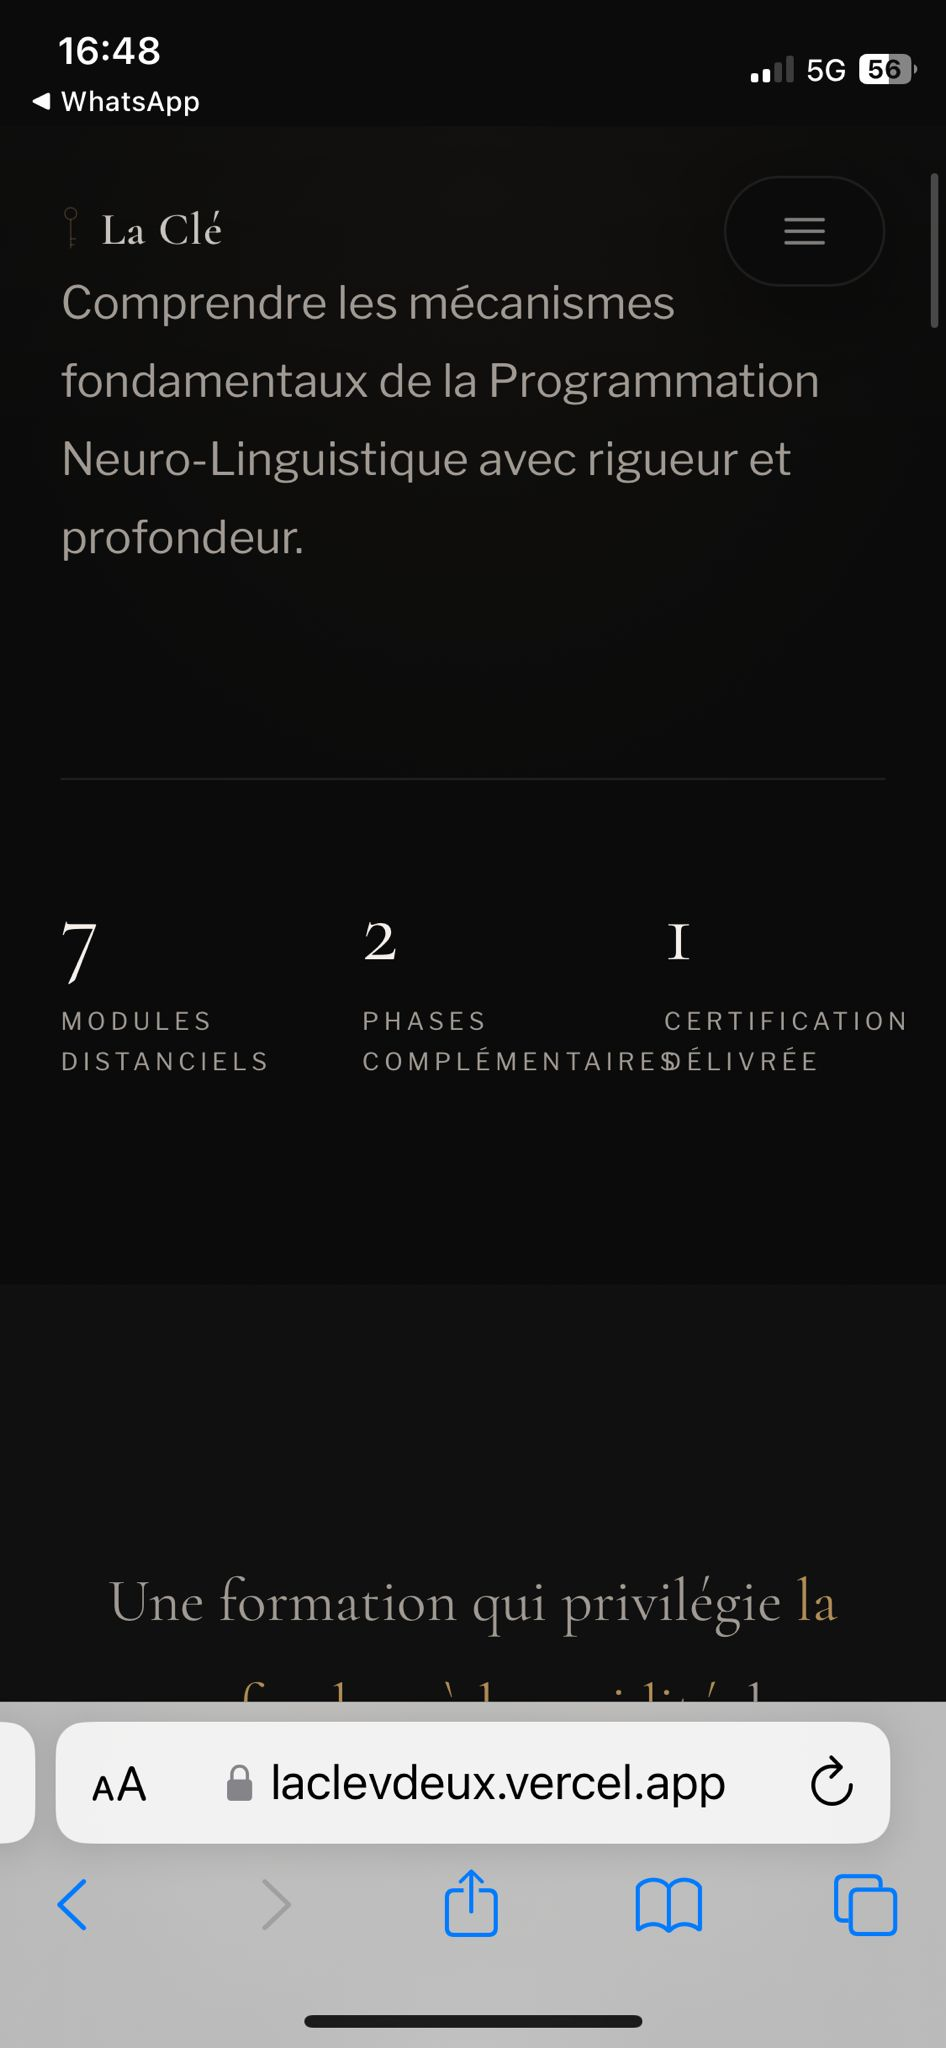 16:48
5G 56
◀ WhatsApp
La Clé
Comprendre les mécanismes
fondamentaux de la Programmation
Neuro-Linguistique avec rigueur et
profondeur.
7
MODULES
DISTANCIELS
2
PHASES
COMPLÉMENTAIRES
1
CERTIFICATION
DÉLIVRÉE
Une formation qui privilégie la
AA laclevdeux.vercel.app